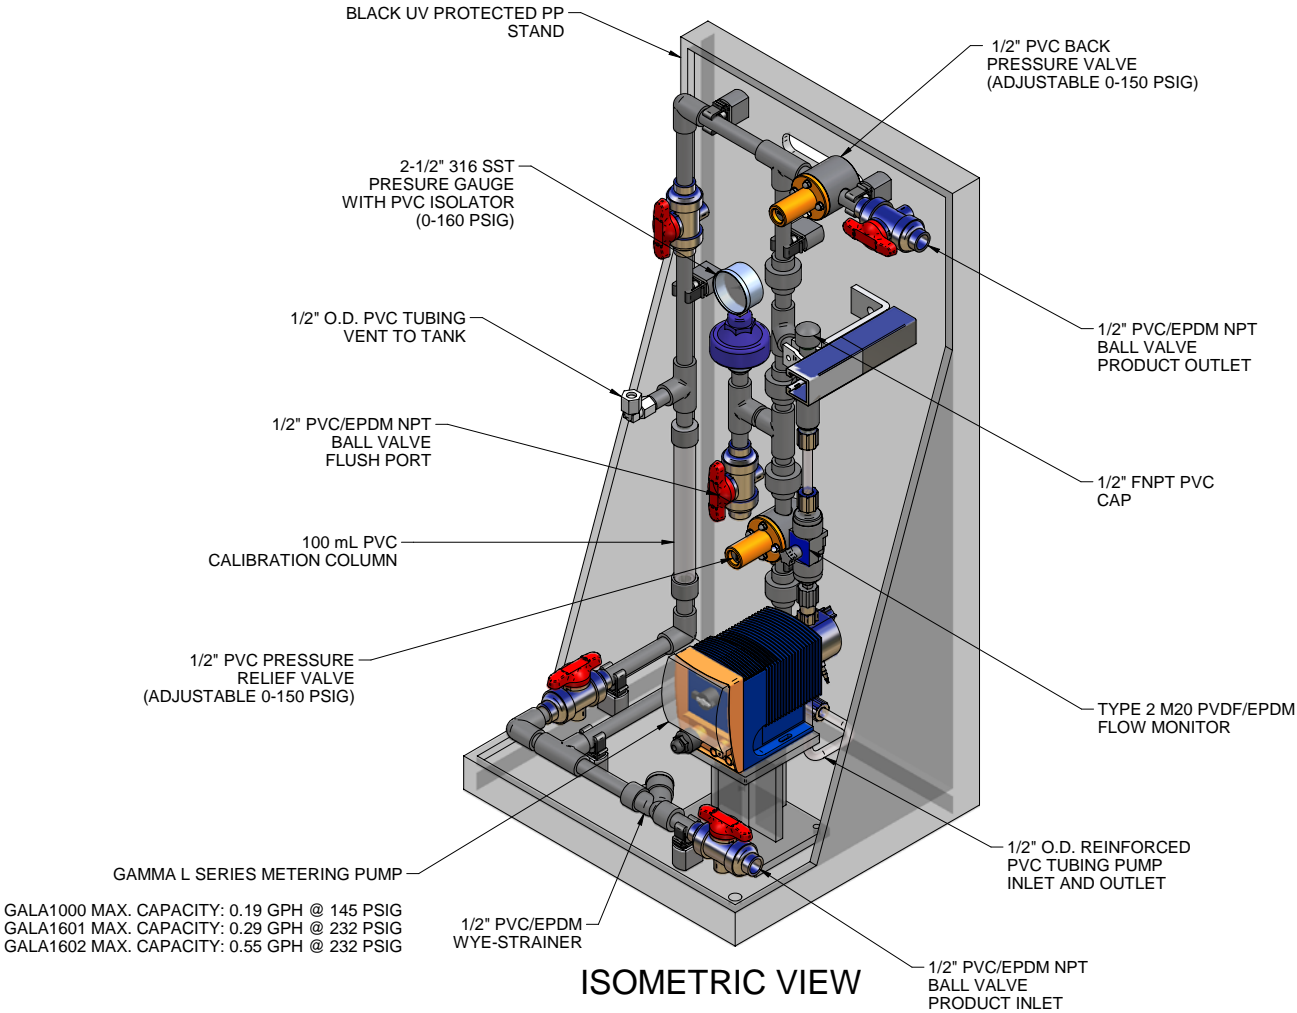 BLACK UV PROTECTED PP
STAND
1/2" PVC BACK
PRESSURE VALVE
(ADJUSTABLE 0-150 PSIG)
2-1/2" 316 SST
PRESURE GAUGE
WITH PVC ISOLATOR
(0-160 PSIG)
1/2" O.D. PVC TUBING
VENT TO TANK
1/2" PVC/EPDM NPT
BALL VALVE
PRODUCT OUTLET
1/2" PVC/EPDM NPT
BALL VALVE
FLUSH PORT
1/2" FNPT PVC
CAP
100 mL PVC
CALIBRATION COLUMN
1/2" PVC PRESSURE
RELIEF VALVE
(ADJUSTABLE 0-150 PSIG)
TYPE 2 M20 PVDF/EPDM
FLOW MONITOR
1/2" O.D. REINFORCED
PVC TUBING PUMP
INLET AND OUTLET
GAMMA L SERIES METERING PUMP
GALA1000 MAX. CAPACITY: 0.19 GPH @ 145 PSIG
GALA1601 MAX. CAPACITY: 0.29 GPH @ 232 PSIG
GALA1602 MAX. CAPACITY: 0.55 GPH @ 232 PSIG
1/2" PVC/EPDM
WYE-STRAINER
1/2" PVC/EPDM NPT
BALL VALVE
PRODUCT INLET
ISOMETRIC VIEW